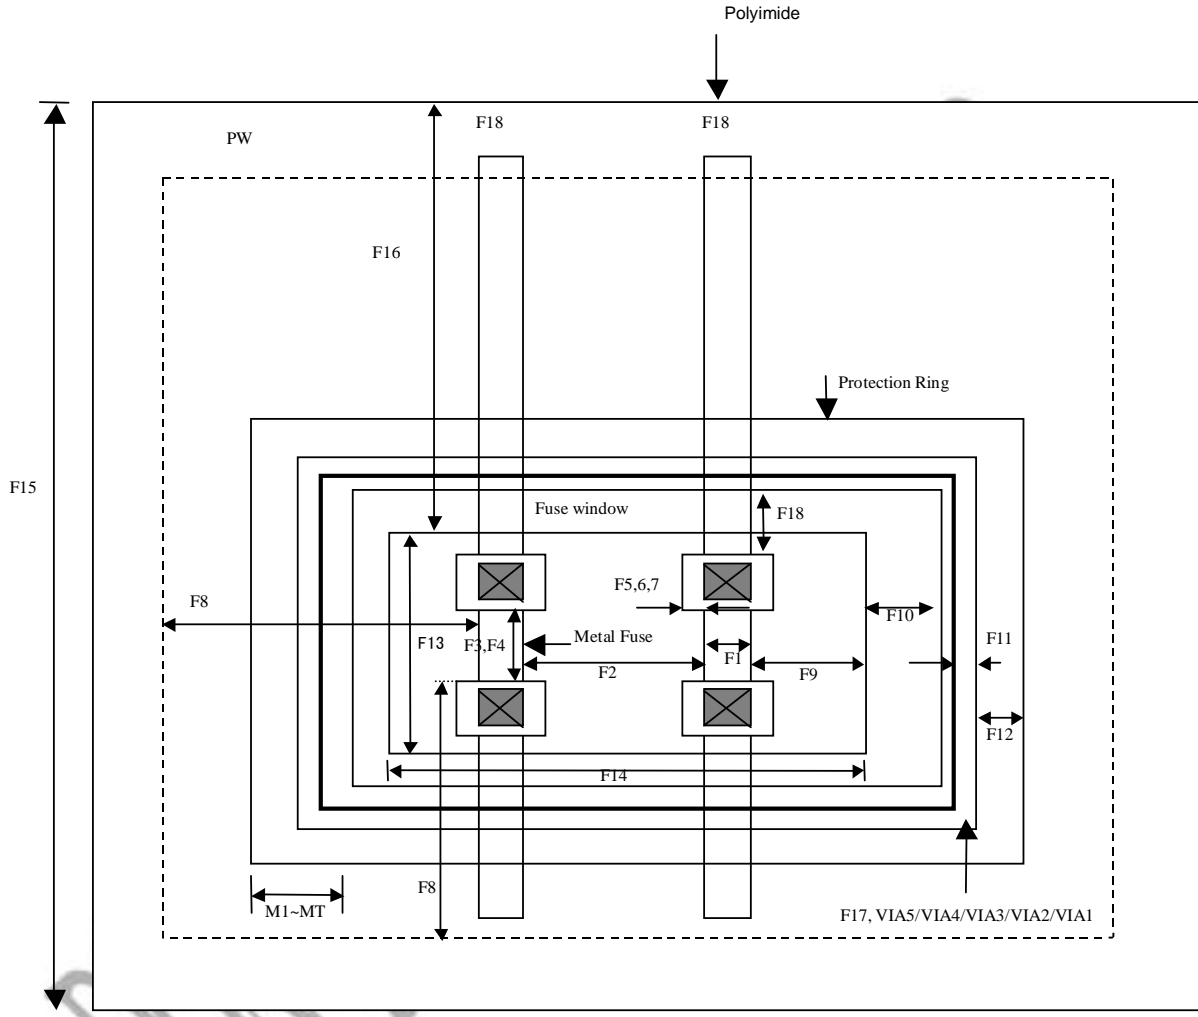 Polyimide
F18
F18
PW
F16
Protection Ring
F15
Fuse window
F18
F5,6,7
F8
F10
F13
F3,F4
Metal Fuse
F11
F2
F1
F9
F12
F14
F8
M1~MT
F17, VIA5/VIA4/VIA3/VIA2/VIA1